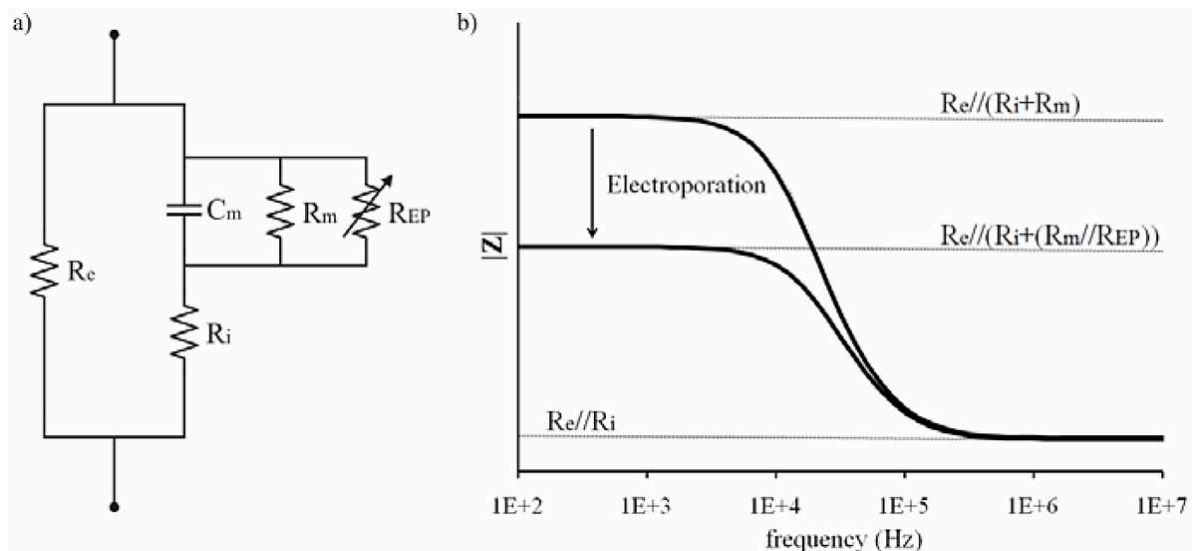 a)
Re
Cm
Rm
REP
Ri
b)
|Z|
Re//(Ri+Rm)
Electroporation
Re//(Ri+(Rm//REP))
Re//Ri
1E+2 1E+3 1E+4 1E+5 1E+6 1E+7
frequency (Hz)